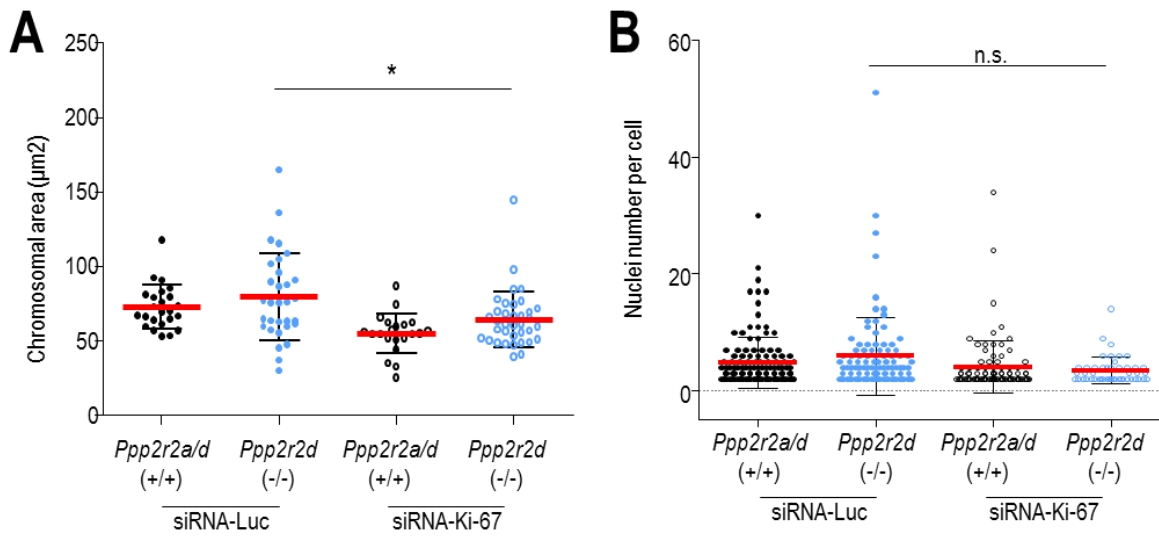 A
Chromosomal area (µm2)
250
200
150
100
50
0
*
Ppp2r2a/d
(+/+)
Ppp2r2d
(-/-)
Ppp2r2a/d
(+/+)
Ppp2r2d
(-/-)
siRNA-Luc
siRNA-Ki-67
B
Nuclei number per cell
60
40
20
0
n.s.
Ppp2r2a/d
(+/+)
Ppp2r2d
(-/-)
Ppp2r2a/d
(+/+)
Ppp2r2d
(-/-)
siRNA-Luc
siRNA-Ki-67